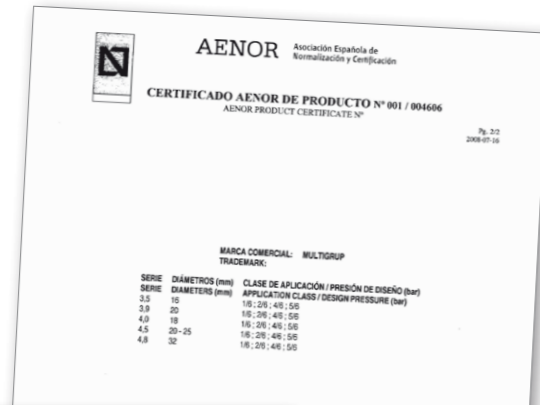 AENOR
Asociación Española de
Normalización y Certificación
CERTIFICADO AENOR DE PRODUCTO Nº 001 / 004606
AENOR PRODUCT CERTIFICATE Nº
Pg. 2/2
2008-07-16
MARCA COMERCIAL: MULTIGRUP
TRADEMARK:
SERIE DIÁMETROS (mm) CLASE DE APLICACIÓN / PRESIÓN DE DISEÑO (bar)
SERIE DIAMETERS (mm) APPLICATION CLASS / DESIGN PRESSURE (bar)
3,5 16 1/6 ; 2/6 ; 4/6 ; 5/6
3,9 20 1/6 ; 2/6 ; 4/6 ; 5/6
4,0 18 1/6 ; 2/6 ; 4/6 ; 5/6
4,5 20 - 25 1/6 ; 2/6 ; 4/6 ; 5/6
4,8 32 1/6 ; 2/6 ; 4/6 ; 5/6